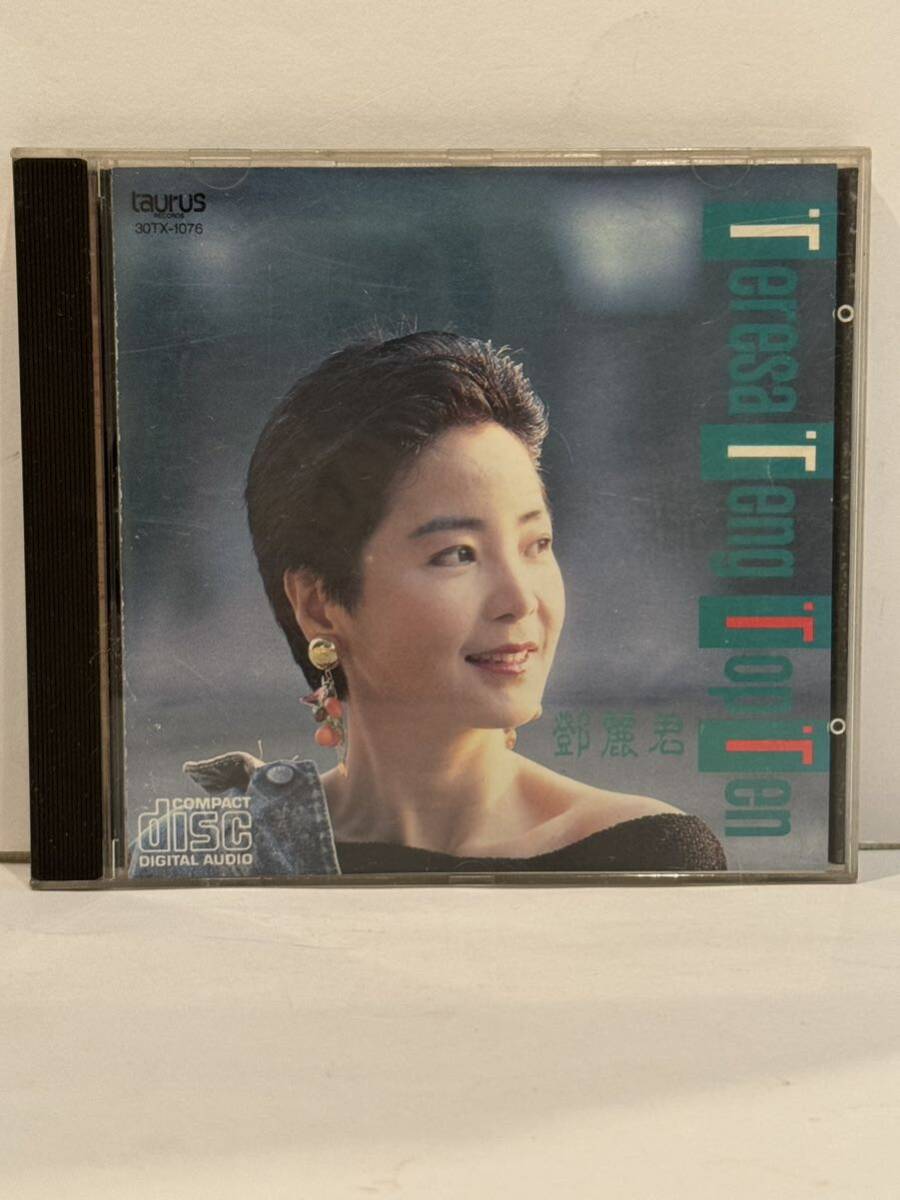 taurus
RECORDS
30TX-1076
Teresa Teng Top Ten
鄧麗君
COMPACT
disc
DIGITAL AUDIO